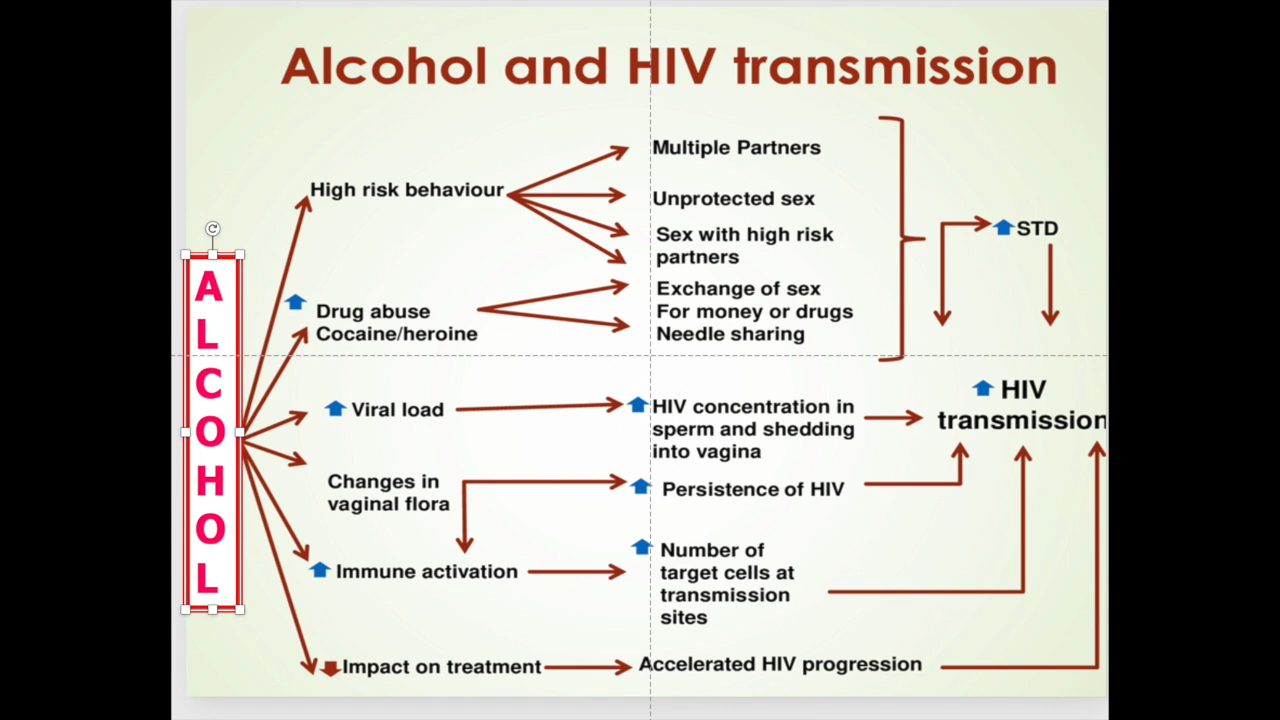 Alcohol and HIV transmission
A
L
C
O
H
O
L
High risk behaviour
Multiple Partners
Unprotected sex
Sex with high risk
partners
STD
Drug abuse
Cocaine/heroine
Exchange of sex
For money or drugs
Needle sharing
Viral load
HIV concentration in
sperm and shedding
into vagina
HIV
transmission
Changes in
vaginal flora
Persistence of HIV
Immune activation
Number of
target cells at
transmission
sites
Impact on treatment
Accelerated HIV progression